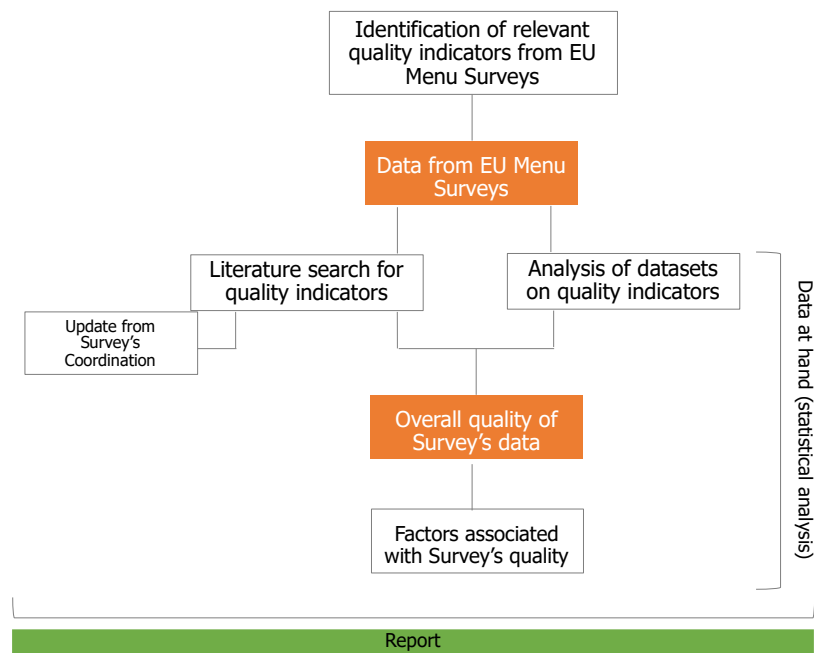 Identification of relevant
quality indicators from EU
Menu Surveys
Data from EU Menu
Surveys
Literature search for
quality indicators
Analysis of datasets
on quality indicators
Update from
Survey's
Coordination
Overall quality of
Survey's data
Factors associated
with Survey's quality
Data at hand (statistical analysis)
Report